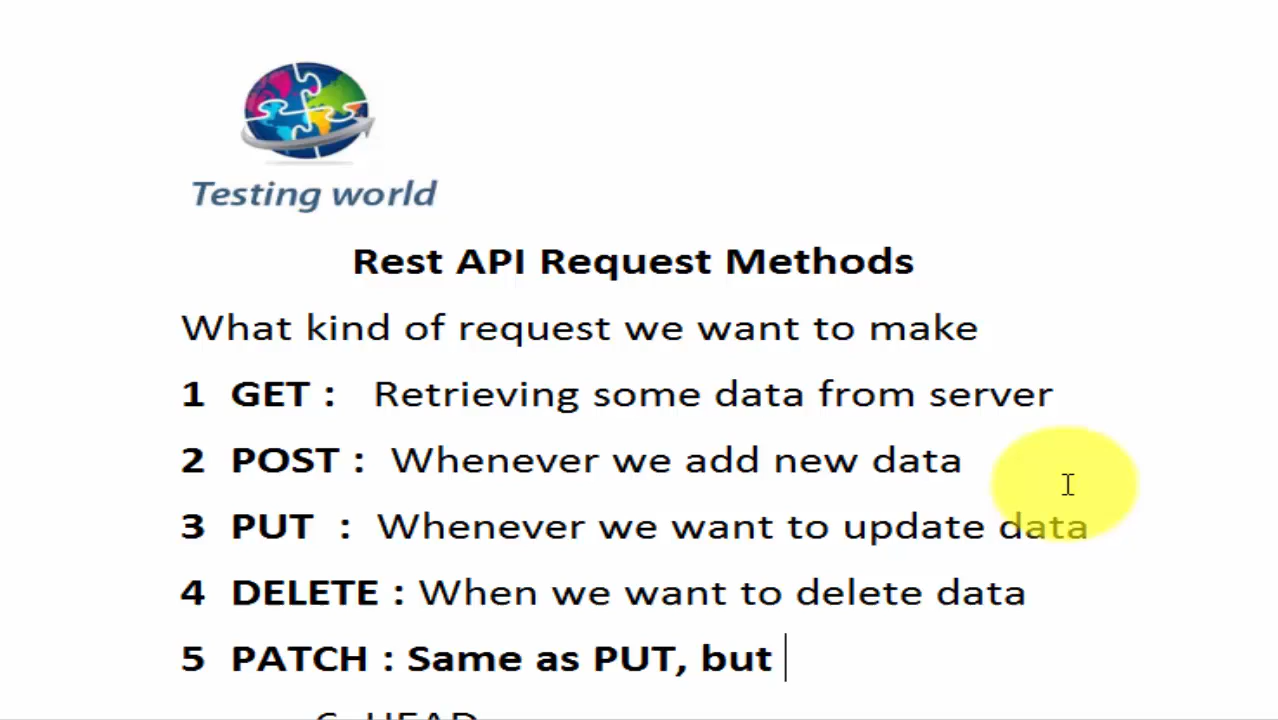 Testing world
Rest API Request Methods
What kind of request we want to make
1 GET : Retrieving some data from server
2 POST : Whenever we add new data
3 PUT : Whenever we want to update data
4 DELETE : When we want to delete data
5 PATCH : Same as PUT, but
6 HEAD